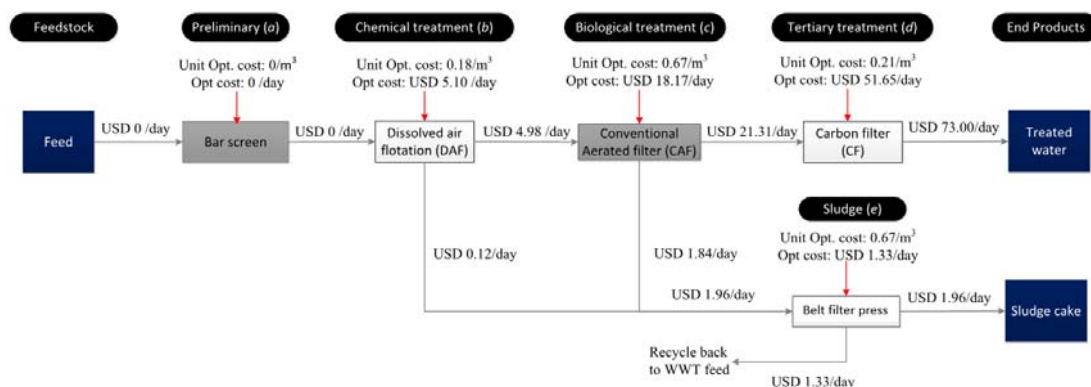 Feedstock
Preliminary (a)
Chemical treatment (b)
Biological treatment (c)
Tertiary treatment (d)
End Products
Unit Opt. cost: 0/m³
Opt cost: 0 /day
Unit Opt. cost: 0.18/m³
Opt cost: USD 5.10 /day
Unit Opt. cost: 0.67/m³
Opt cost: USD 18.17/day
Unit Opt. cost: 0.21/m³
Opt cost: USD 51.65/day
Feed
USD 0 /day
Bar screen
USD 0 /day
Dissolved air
flotation (DAF)
USD 4.98 /day
Conventional
Aerated filter (CAF)
USD 21.31/day
Carbon filter
(CF)
USD 73.00/day
Treated
water
Sludge (e)
Unit Opt. cost: 0.67/m³
Opt cost: USD 1.33/day
USD 0.12/day
USD 1.84/day
USD 1.96/day
Belt filter press
USD 1.96/day
Sludge cake
Recycle back
to WWT feed
USD 1.33/day